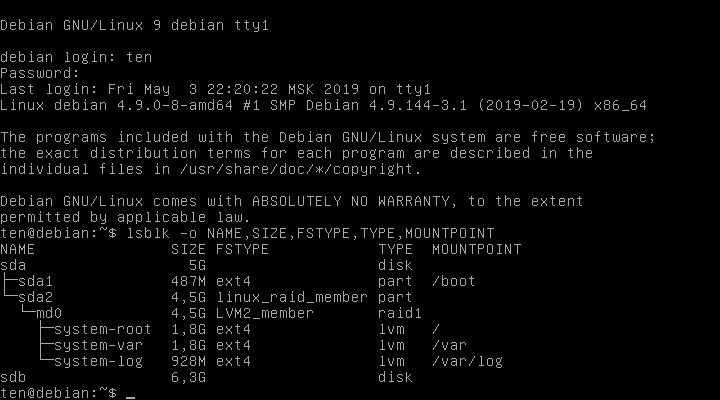 Debian GNU/Linux 9 debian tty1
debian login: ten
Password:
Last login: Fri May  3 22:20:22 MSK 2019 on tty1
Linux debian 4.9.0-8-amd64 #1 SMP Debian 4.9.144-3.1 (2019-02-19) x86_64
The programs included with the Debian GNU/Linux system are free software;
the exact distribution terms for each program are described in the
individual files in /usr/share/doc/*/copyright.
Debian GNU/Linux comes with ABSOLUTELY NO WARRANTY, to the extent
permitted by applicable law.
ten@debian:~$ lsblk -o NAME,SIZE,FSTYPE,TYPE,MOUNTPOINT
NAME               SIZE FSTYPE            TYPE  MOUNTPOINT
sda                  5G                   disk
├─sda1             487M ext4              part  /boot
└─sda2             4,5G linux_raid_member part
  └─md0            4,5G LVM2_member       raid1
    ├─system-root  1,8G ext4              lvm   /
    ├─system-var   1,8G ext4              lvm   /var
    └─system-log   928M ext4              lvm   /var/log
sdb                6,3G                   disk
ten@debian:~$ _